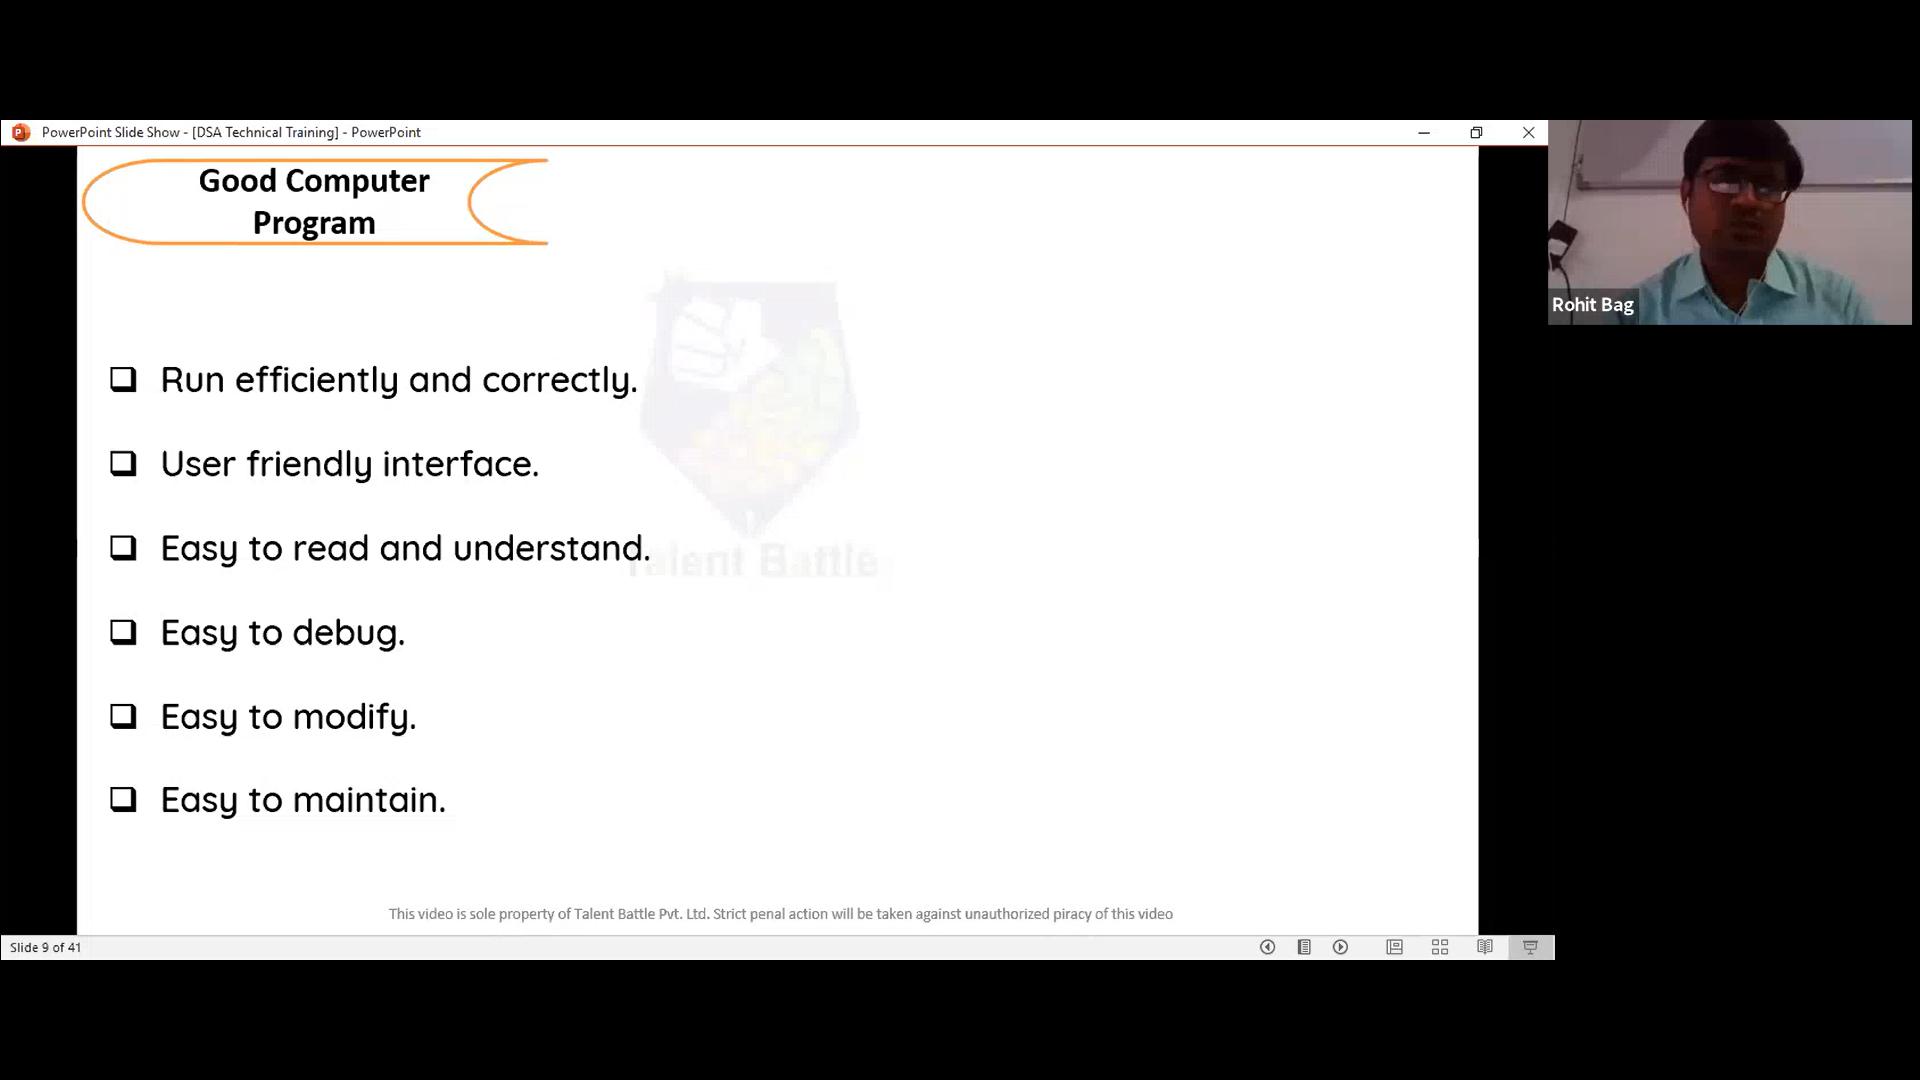 PowerPoint Slide Show - [DSA Technical Training] - PowerPoint
Good Computer
Program
Run efficiently and correctly.
User friendly interface.
Easy to read and understand.
Easy to debug.
Easy to modify.
Easy to maintain.
Talent Battle
This video is sole property of Talent Battle Pvt. Ltd. Strict penal action will be taken against unauthorized piracy of this video
Slide 9 of 41
Rohit Bag